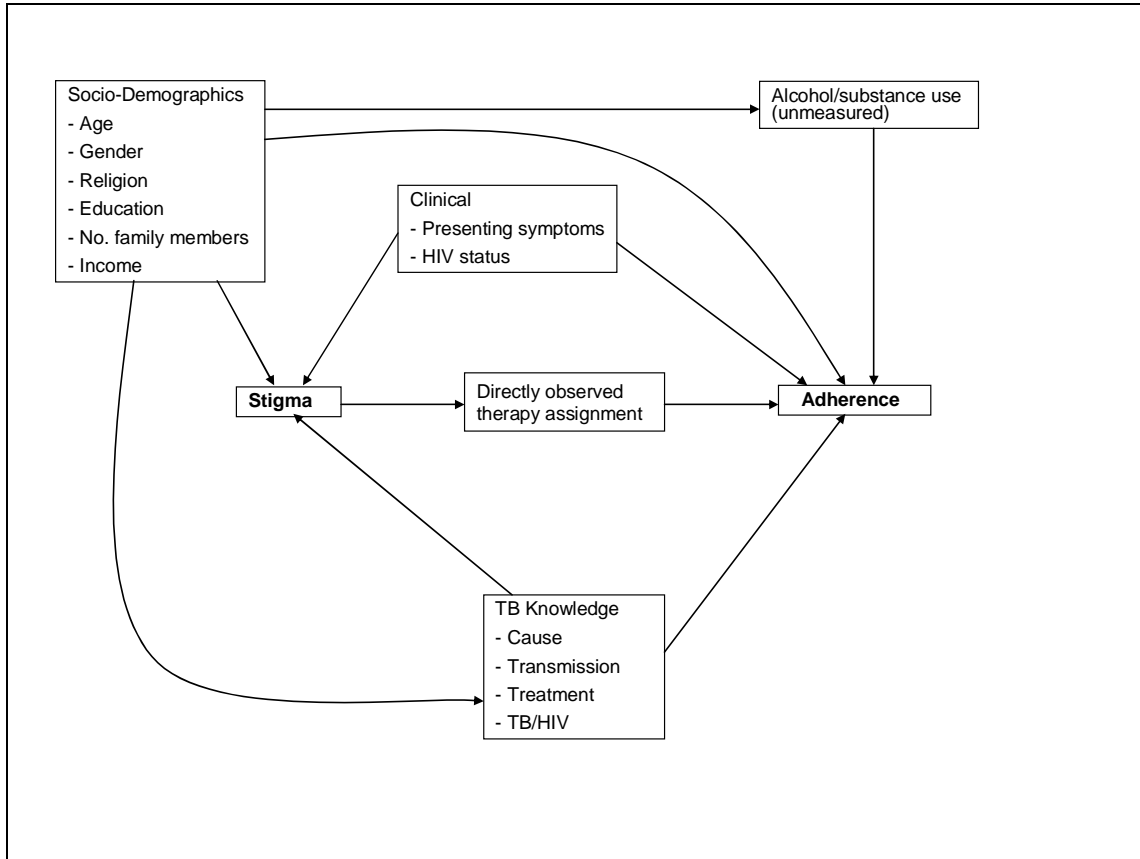 Socio-Demographics
- Age
- Gender
- Religion
- Education
- No. family members
- Income
Alcohol/substance use
(unmeasured)
Clinical
- Presenting symptoms
- HIV status
Stigma
Directly observed
therapy assignment
Adherence
TB Knowledge
- Cause
- Transmission
- Treatment
- TB/HIV